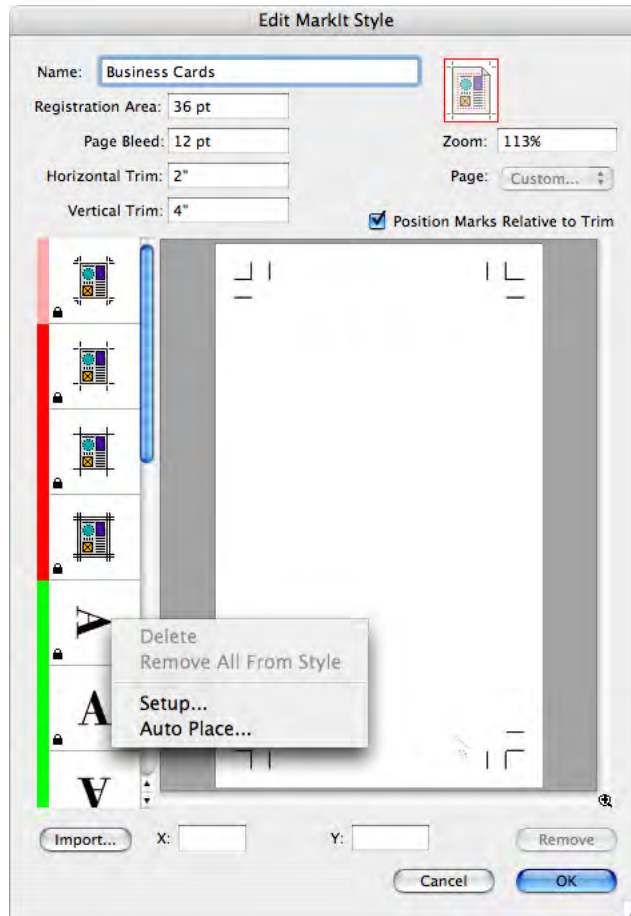 Edit MarkIt Style
Name: Business Cards
Registration Area: 36 pt
Page Bleed: 12 pt
Zoom: 113%
Horizontal Trim: 2"
Page: Custom...
Vertical Trim: 4"
Position Marks Relative to Trim
A
Delete
Remove All From Style
Setup...
Auto Place...
A
A
Import...
X:
Y:
Remove
Cancel
OK